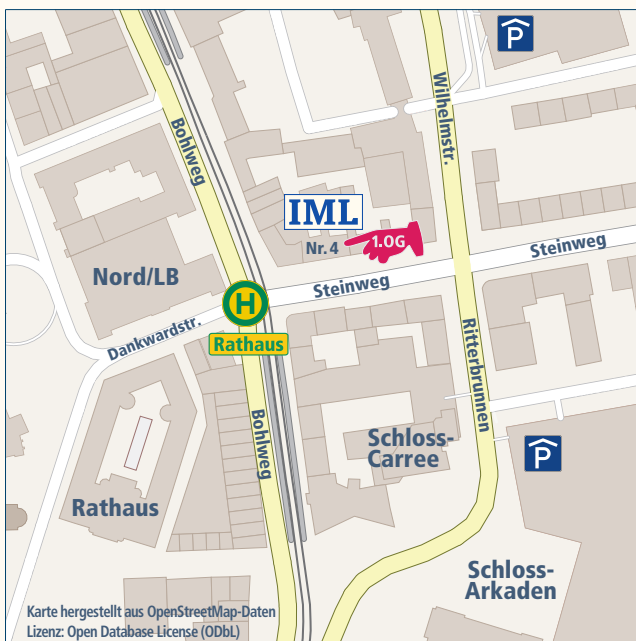 P
Wilhelmstr.
Bohlweg
IML
1.OG
Nr. 4
Steinweg
Nord/LB
Steinweg
H
Dankwardstr.
Rathaus
Ritterbrunnen
Bohlweg
Schloss-
Carree
P
Rathaus
Schloss-
Arkaden
Karte hergestellt aus OpenStreetMap-Daten
Lizenz: Open Database License (ODbL)